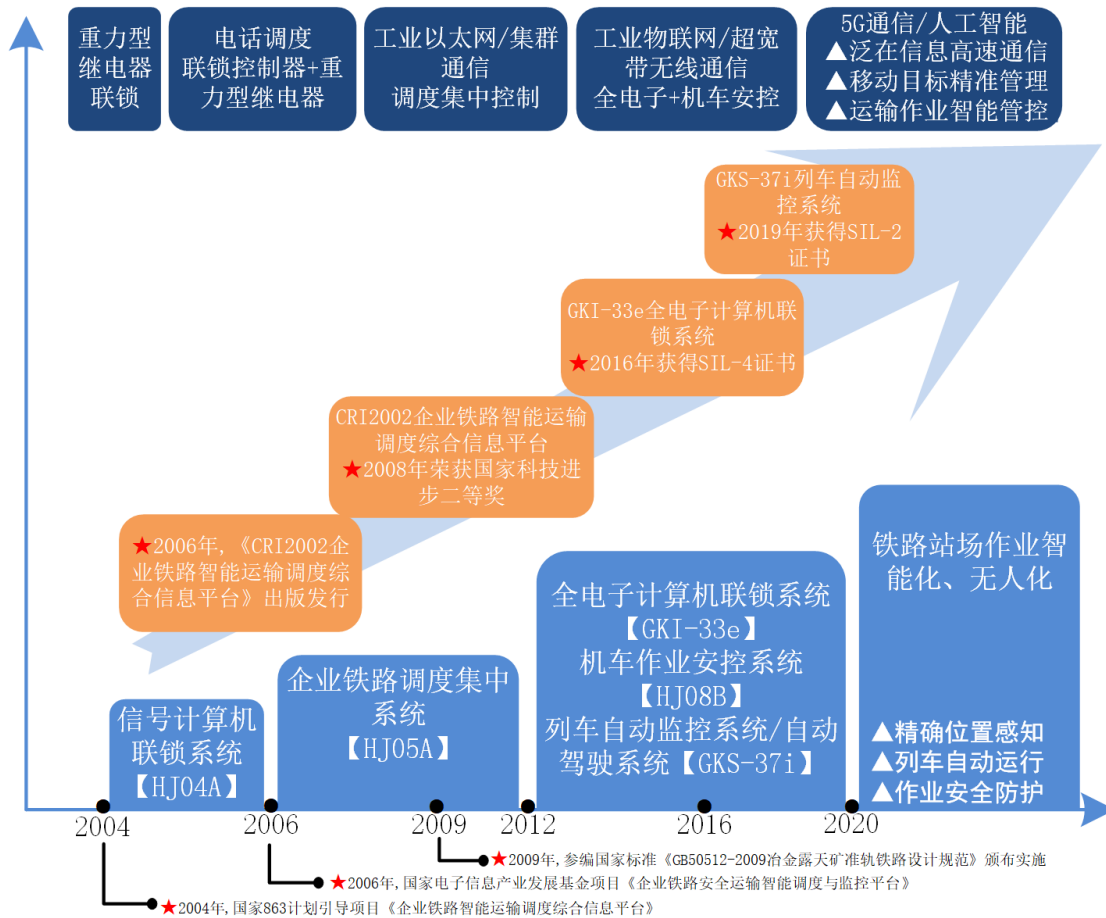 重力型
继电器
联锁
电话调度
联锁控制器+重
力型继电器
工业以太网/集群
通信
调度集中控制
工业物联网/超宽
带无线通信
全电子+机车安控
5G通信/人工智能
▲泛在信息高速通信
▲移动目标精准管理
▲运输作业智能管控
GKS-37i列车自动监
控系统
★2019年获得SIL-2
证书
GKI-33e全电子计算机联
锁系统
★2016年获得SIL-4证书
CRI2002企业铁路智能运输
调度综合信息平台
★2008年荣获国家科技进
步二等奖
★2006年,《CRI2002企
业铁路智能运输调度综
合信息平台》出版发行
信号计算机
联锁系统
【HJ04A】
企业铁路调度集中
系统
【HJ05A】
全电子计算机联锁系统
【GKI-33e】
机车作业安控系统
【HJ08B】
列车自动监控系统/自动
驾驶系统【GKS-37i】
铁路站场作业智
能化、无人化
▲精确位置感知
▲列车自动运行
▲作业安全防护
2004 2006 2009 2012 2016 2020
★2009年,参编国家标准《GB50512-2009冶金露天矿准轨铁路设计规范》颁布实施
★2006年,国家电子信息产业发展基金项目《企业铁路安全运输智能调度与监控平台》
★2004年,国家863计划引导项目《企业铁路智能运输调度综合信息平台》